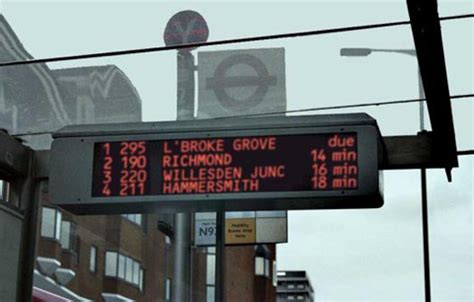 1 295 L'BROKE GROVE due
2 190 RICHMOND 14 min
3 220 WILLESDEN JUNC 16 min
4 211 HAMMERSMITH 18 min
N9